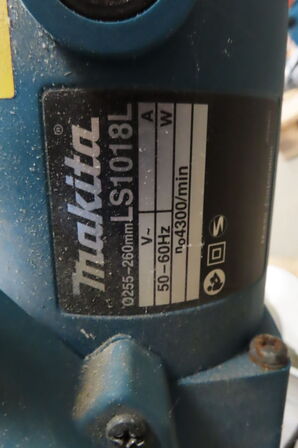 makita®
Ø255-260mm LS1018L
V~ A
50-60Hz W
n₀4300/min